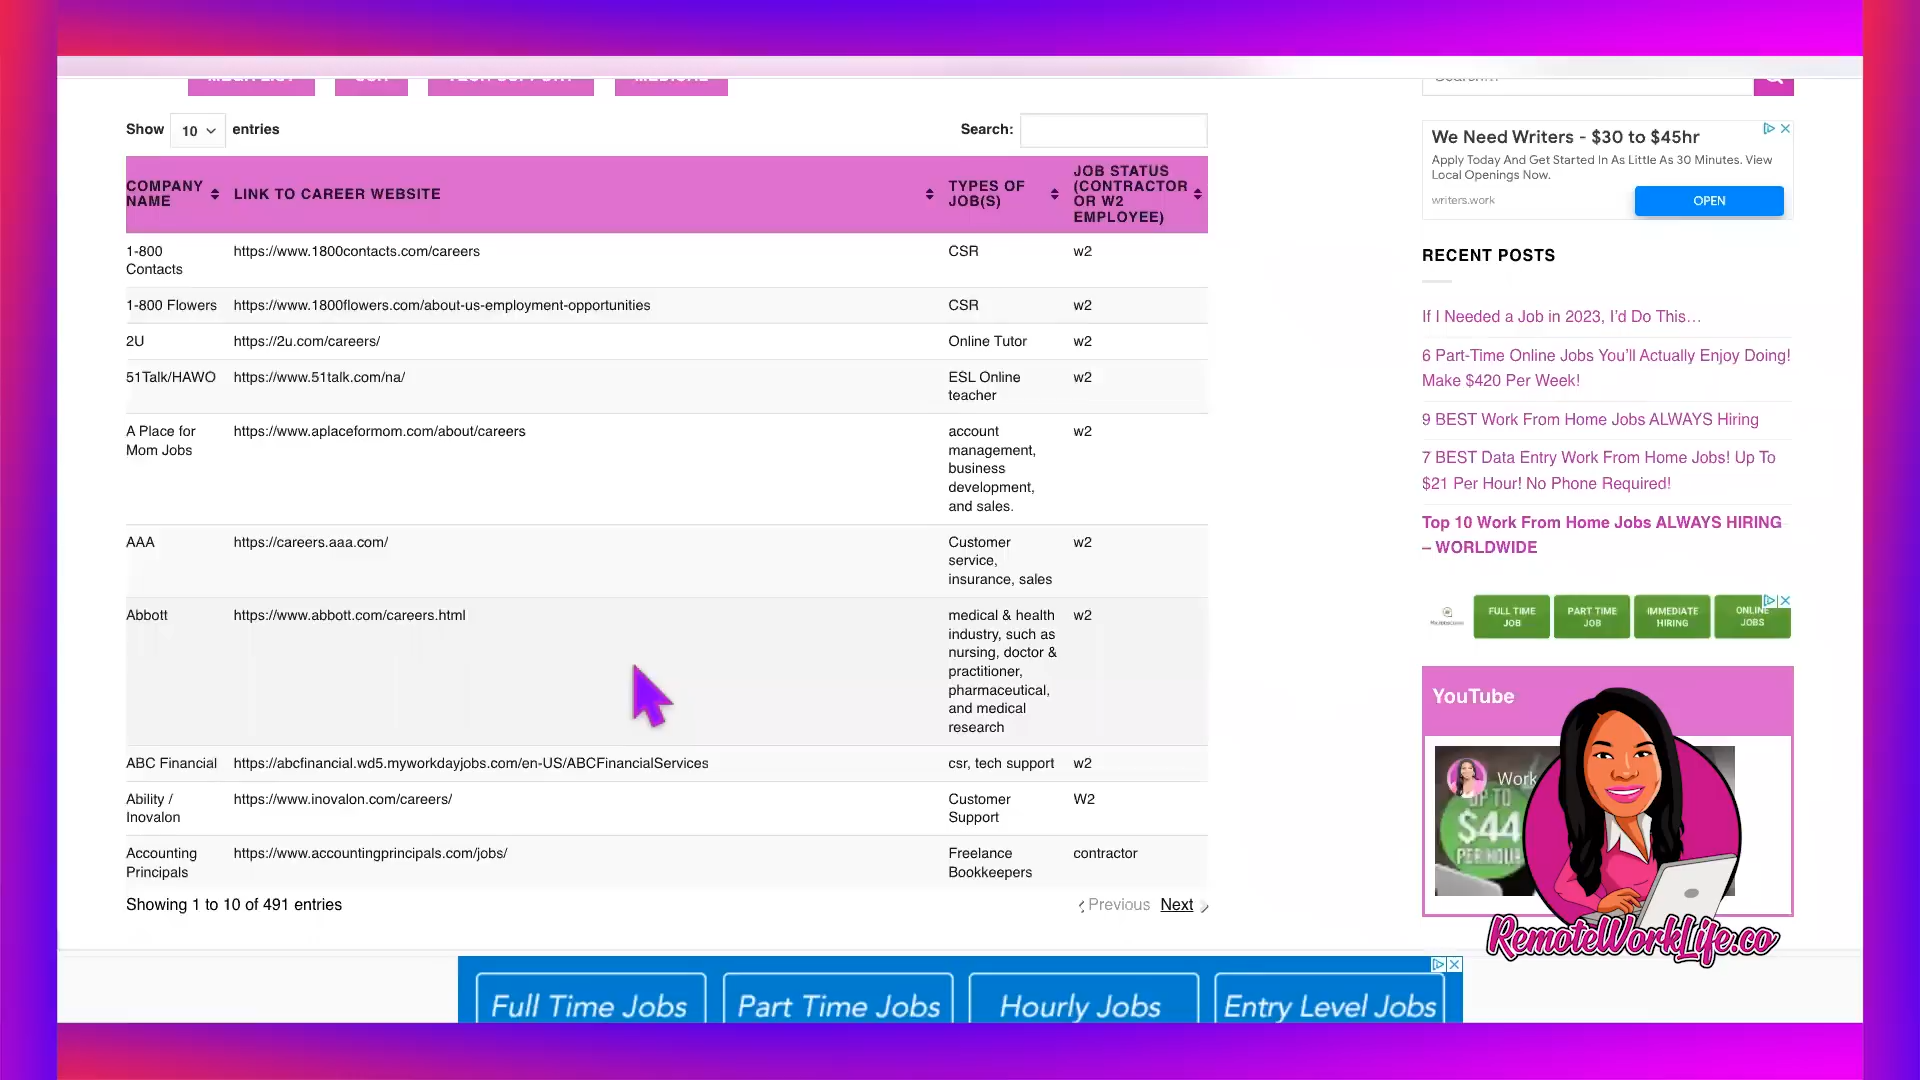 MEGA LIST CSR TECH SUPPORT MEDICAL
Search...
Show 10 entries
Search:
COMPANY NAME
LINK TO CAREER WEBSITE
TYPES OF JOB(S)
JOB STATUS (CONTRACTOR OR W2 EMPLOYEE)
1-800 Contacts https://www.1800contacts.com/careers CSR w2
1-800 Flowers https://www.1800flowers.com/about-us-employment-opportunities CSR w2
2U https://2u.com/careers/ Online Tutor w2
51Talk/HAWO https://www.51talk.com/na/ ESL Online teacher w2
A Place for Mom Jobs https://www.aplaceformom.com/about/careers account management, business development, and sales. w2
AAA https://careers.aaa.com/ Customer service, insurance, sales w2
Abbott https://www.abbott.com/careers.html medical & health industry, such as nursing, doctor & practitioner, pharmaceutical, and medical research w2
ABC Financial https://abcfinancial.wd5.myworkdayjobs.com/en-US/ABCFinancialServices csr, tech support w2
Ability / Inovalon https://www.inovalon.com/careers/ Customer Support W2
Accounting Principals https://www.accountingprincipals.com/jobs/ Freelance Bookkeepers contractor
Showing 1 to 10 of 491 entries
Previous Next
We Need Writers - $30 to $45hr
Apply Today And Get Started In As Little As 30 Minutes. View
Local Openings Now.
writers.work
OPEN
RECENT POSTS
If I Needed a Job in 2023, I'd Do This…
6 Part-Time Online Jobs You'll Actually Enjoy Doing!
Make $420 Per Week!
9 BEST Work From Home Jobs ALWAYS Hiring
7 BEST Data Entry Work From Home Jobs! Up To
$21 Per Hour! No Phone Required!
Top 10 Work From Home Jobs ALWAYS HIRING
– WORLDWIDE
FULL TIME JOB
PART TIME JOB
IMMEDIATE HIRING
ONLINE JOBS
YouTube
Work
UP TO
$44
PER HOUR
RemoteWorkLife.co
Full Time Jobs
Part Time Jobs
Hourly Jobs
Entry Level Jobs